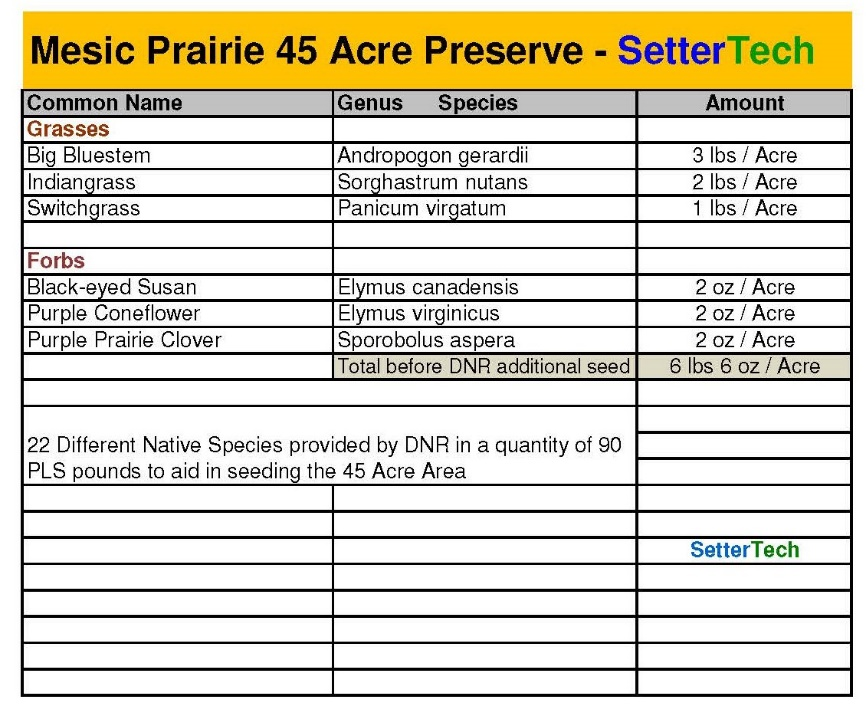 Mesic Prairie 45 Acre Preserve - SetterTech
Common Name Genus Species Amount
Grasses
Big Bluestem Andropogon gerardii 3 lbs / Acre
Indiangrass Sorghastrum nutans 2 lbs / Acre
Switchgrass Panicum virgatum 1 lbs / Acre
Forbs
Black-eyed Susan Elymus canadensis 2 oz / Acre
Purple Coneflower Elymus virginicus 2 oz / Acre
Purple Prairie Clover Sporobolus aspera 2 oz / Acre
Total before DNR additional seed 6 lbs 6 oz / Acre
22 Different Native Species provided by DNR in a quantity of 90
PLS pounds to aid in seeding the 45 Acre Area
SetterTech